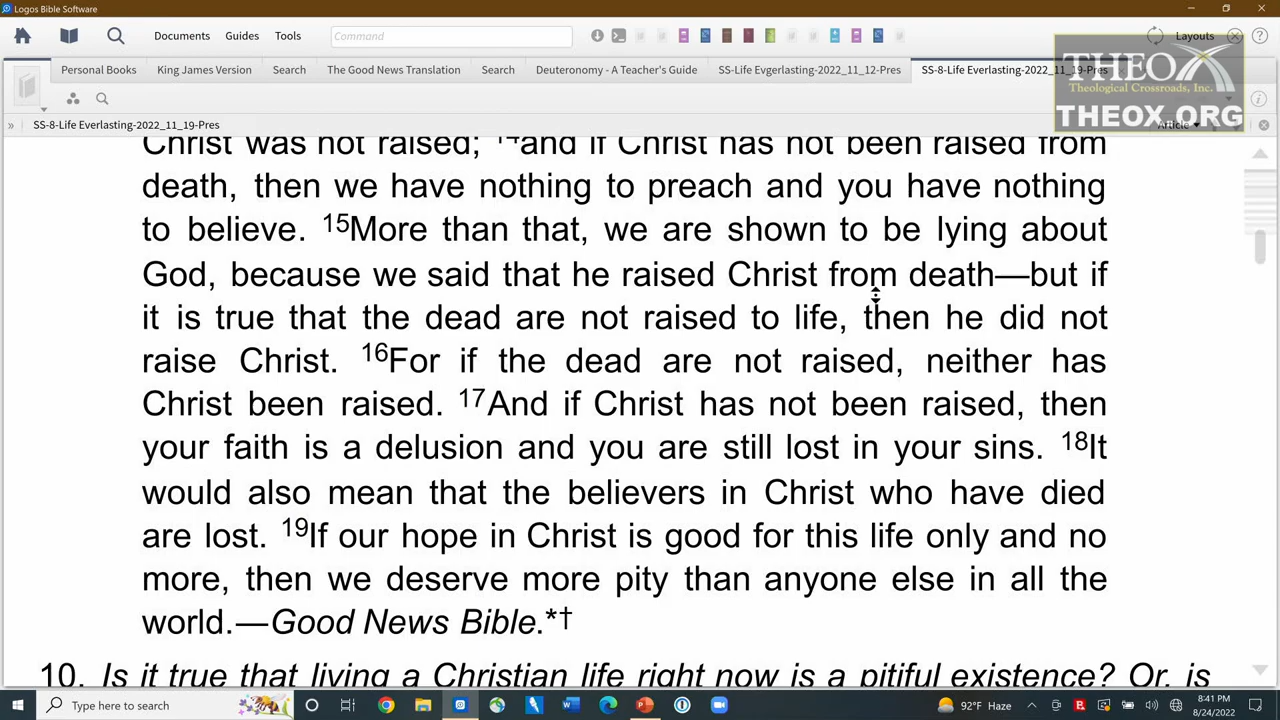 Logos Bible Software
Documents Guides Tools Command Layouts
Personal Books King James Version Search Search Deuteronomy - A Teacher's Guide SS-Life Evgerlasting-2022_11_12-Pres SS-8-Life Everlasting-2022_11_19-Pres
THEOX
Theological Crossroads, Inc.
THEOX.ORG
SS-8-Life Everlasting-2022_11_19-Pres Article
Christ was not raised; 14and if Christ has not been raised from
death, then we have nothing to preach and you have nothing
to believe. 15More than that, we are shown to be lying about
God, because we said that he raised Christ from death—but if
it is true that the dead are not raised to life, then he did not
raise Christ. 16For if the dead are not raised, neither has
Christ been raised. 17And if Christ has not been raised, then
your faith is a delusion and you are still lost in your sins. 18It
would also mean that the believers in Christ who have died
are lost. 19If our hope in Christ is good for this life only and no
more, then we deserve more pity than anyone else in all the
world.—Good News Bible.*†
10. Is it true that living a Christian life right now is a pitiful existence? Or, is
Type here to search
92°F Haze
8:41 PM
8/24/2022